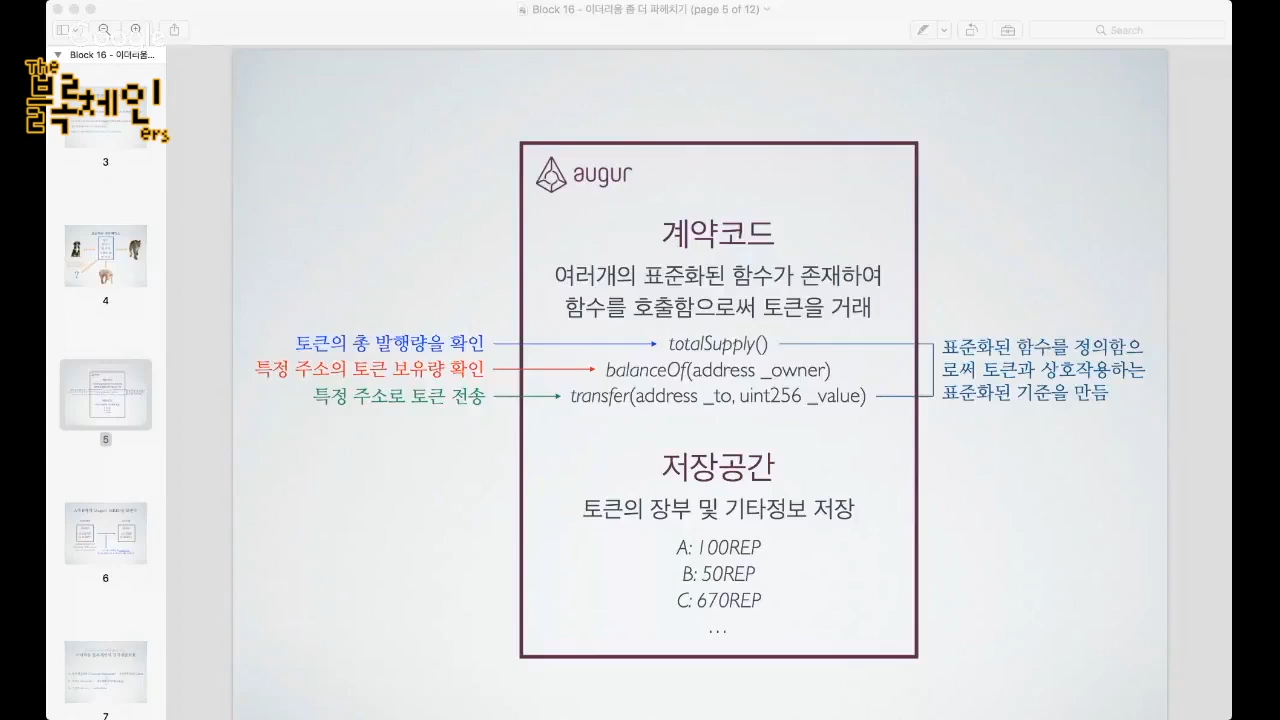 Block 16 - 이더리움 좀 더 파헤치기 (page 5 of 12)
Search
Block 16 - 이더리움...
The
블록체인
ers
3
4
5
6
7
augur
계약코드
여러개의 표준화된 함수가 존재하여
함수를 호출함으로써 토큰을 거래
토큰의 총 발행량을 확인
totalSupply()
특정 주소의 토큰 보유량 확인
balanceOf(address _owner)
특정 주소로 토큰 전송
transfer(address _to, uint256 _value)
표준화된 함수를 정의함으
로써 토큰과 상호작용하는
표준화된 기준을 만듦
저장공간
토큰의 장부 및 기타정보 저장
A: 100REP
B: 50REP
C: 670REP
...